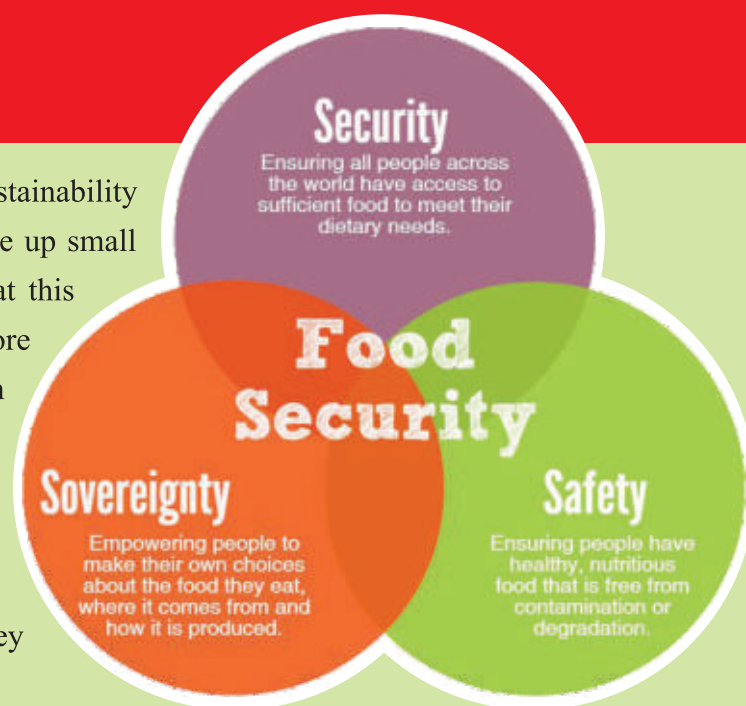 stainability
e up small
at this
ore
n
ey
Security
Ensuring all people across
the world have access to
sufficient food to meet their
dietary needs.
Food
Security
Sovereignty
Empowering people to
make their own choices
about the food they eat,
where it comes from and
how it is produced.
Safety
Ensuring people have
healthy, nutritious
food that is free from
contamination or
degradation.